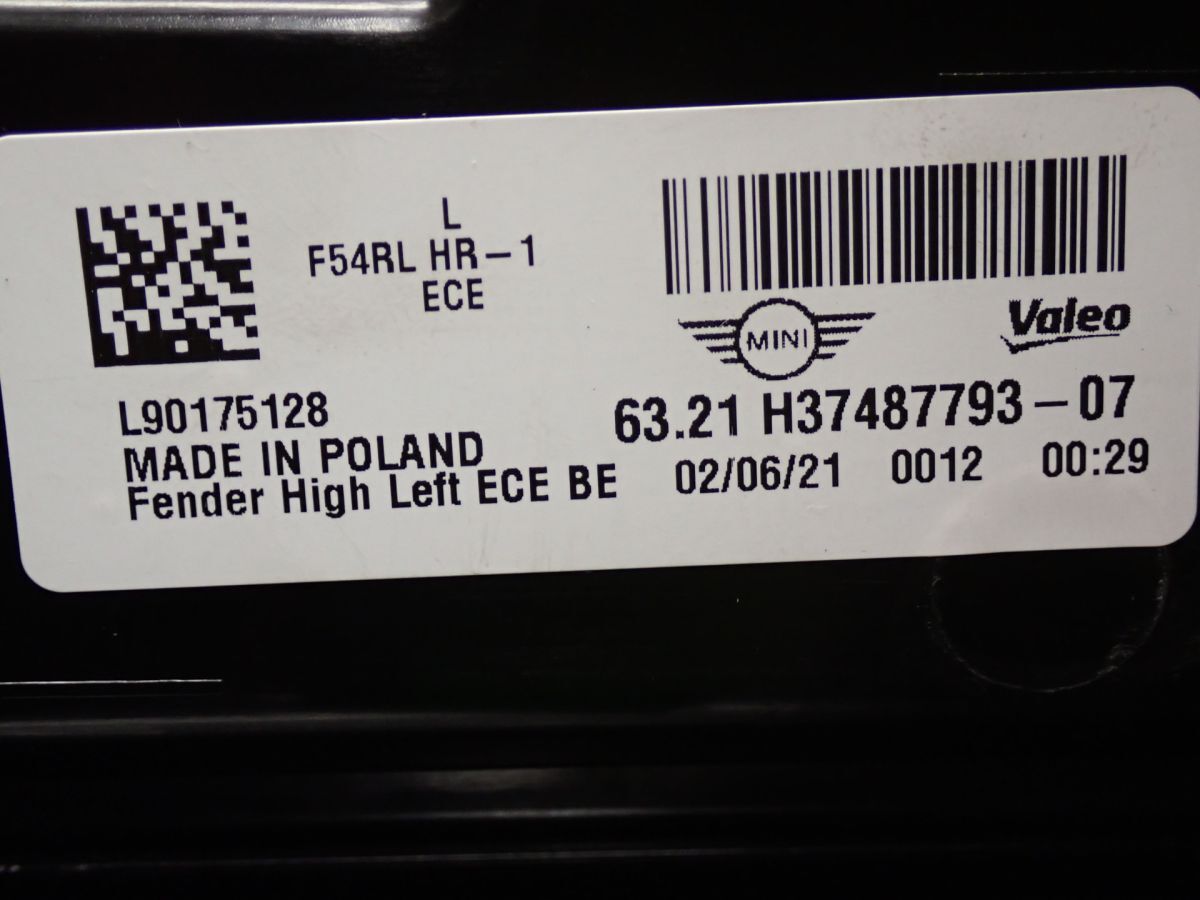 L
F54RL HR-1
ECE
MINI
Valeo
L90175128
63.21 H37487793-07
MADE IN POLAND
Fender High Left ECE BE
02/06/21 0012 00:29